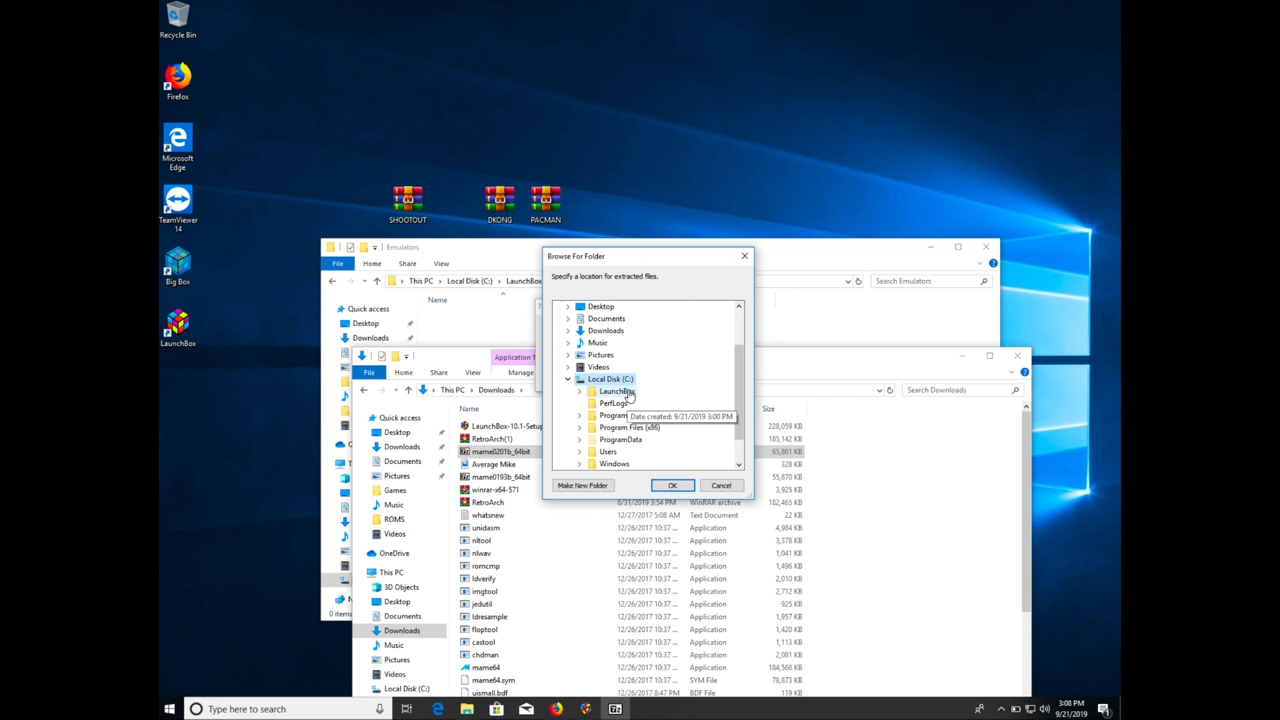 Recycle Bin
Firefox
Microsoft
Edge
TeamViewer
14
Big Box
LaunchBox
SHOOTOUT
DKONG
PACMAN
Emulators
File
Home
Share
View
This PC
Local Disk (C:)
LaunchBox
Search Emulators
Quick access
Desktop
Downloads
Name
0 items
Browse For Folder
Specify a location for extracted files.
Desktop
Documents
Downloads
Music
Pictures
Videos
Local Disk (C:)
LaunchBox
PerfLogs
Program
Date created: 9/21/2019 3:00 PM
Program Files (x86)
ProgramData
Users
Windows
Make New Folder
OK
Cancel
Application T
File
Home
Share
View
Manage
This PC
Downloads
Search Downloads
Quick access
Desktop
Downloads
Documents
Pictures
Games
Music
ROMS
Videos
OneDrive
This PC
3D Objects
Desktop
Documents
Downloads
Music
Pictures
Videos
Local Disk (C:)
Name
Size
LaunchBox-10.1-Setup
228,059 KB
RetroArch(1)
185,142 KB
mame0201b_64bit
65,861 KB
Average Mike
328 KB
mame0193b_64bit
55,870 KB
winrar-x64-571
3,925 KB
RetroArch 8/31/2019 3:54 PM WinRAR archive 182,465 KB
whatsnew 12/27/2017 5:08 AM Text Document 22 KB
unidasm 12/26/2017 10:37 ... Application 4,984 KB
nltool 12/26/2017 10:37 ... Application 3,378 KB
nlwav 12/26/2017 10:37 ... Application 1,041 KB
romcmp 12/26/2017 10:37 ... Application 1,496 KB
ldverify 12/26/2017 10:37 ... Application 2,010 KB
imgtool 12/26/2017 10:37 ... Application 2,712 KB
jedutil 12/26/2017 10:37 ... Application 925 KB
ldresample 12/26/2017 10:37 ... Application 1,957 KB
floptool 12/26/2017 10:37 ... Application 1,420 KB
castool 12/26/2017 10:37 ... Application 1,113 KB
chdman 12/26/2017 10:37 ... Application 2,081 KB
mame64 12/26/2017 10:37 ... Application 184,568 KB
mame64.sym 12/26/2017 10:37 ... SYM File 78,873 KB
uismall.bdf 12/26/2017 8:47 PM BDF File 119 KB
Type here to search
3:08 PM
9/21/2019